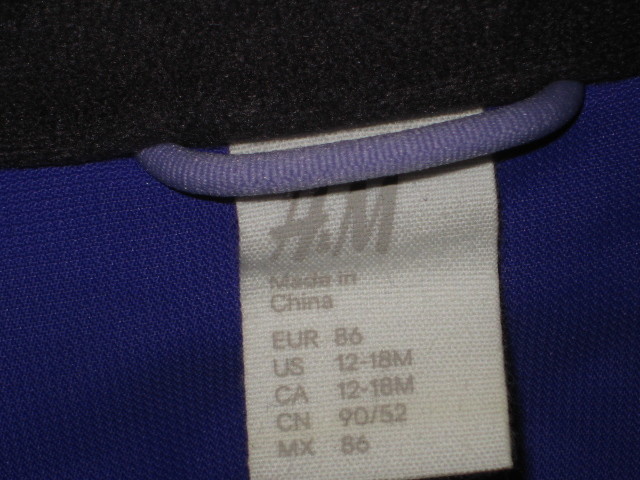 H&M
Made in
China
EUR 86
US 12-18M
CA 12-18M
CN 90/52
MX 86